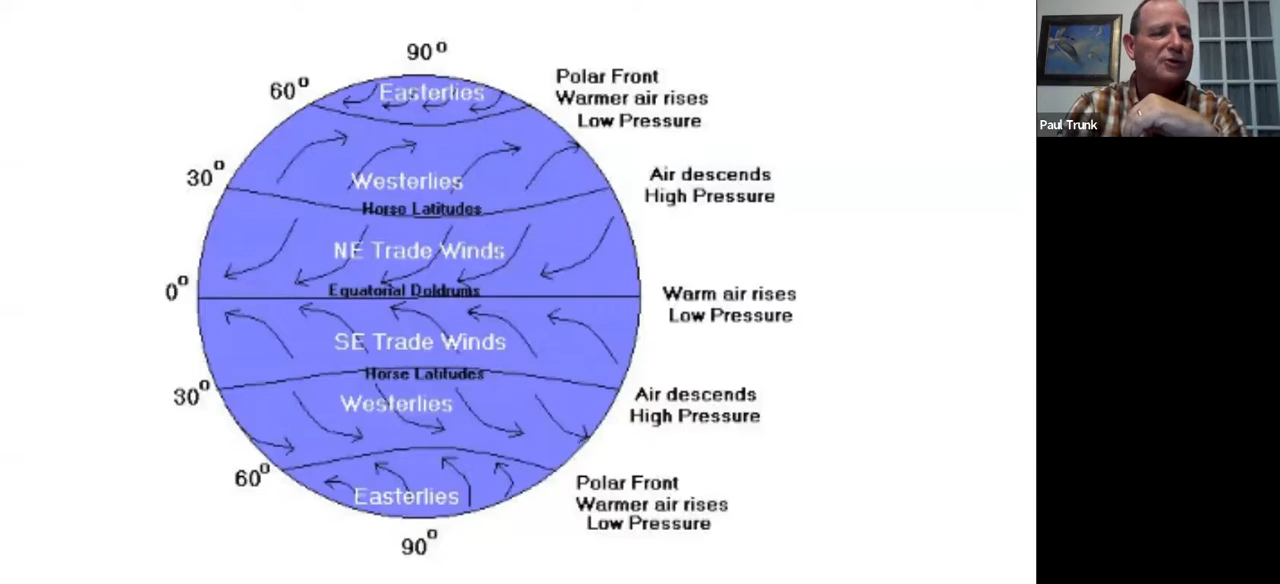 90°
60°
Easterlies
Polar Front
Warmer air rises
Low Pressure
30°
Westerlies
Air descends
High Pressure
Horse Latitudes
NE Trade Winds
0°
Equatorial Doldrums
Warm air rises
Low Pressure
SE Trade Winds
Horse Latitudes
30°
Westerlies
Air descends
High Pressure
60°
Easterlies
Polar Front
Warmer air rises
Low Pressure
90°
Paul Trunk